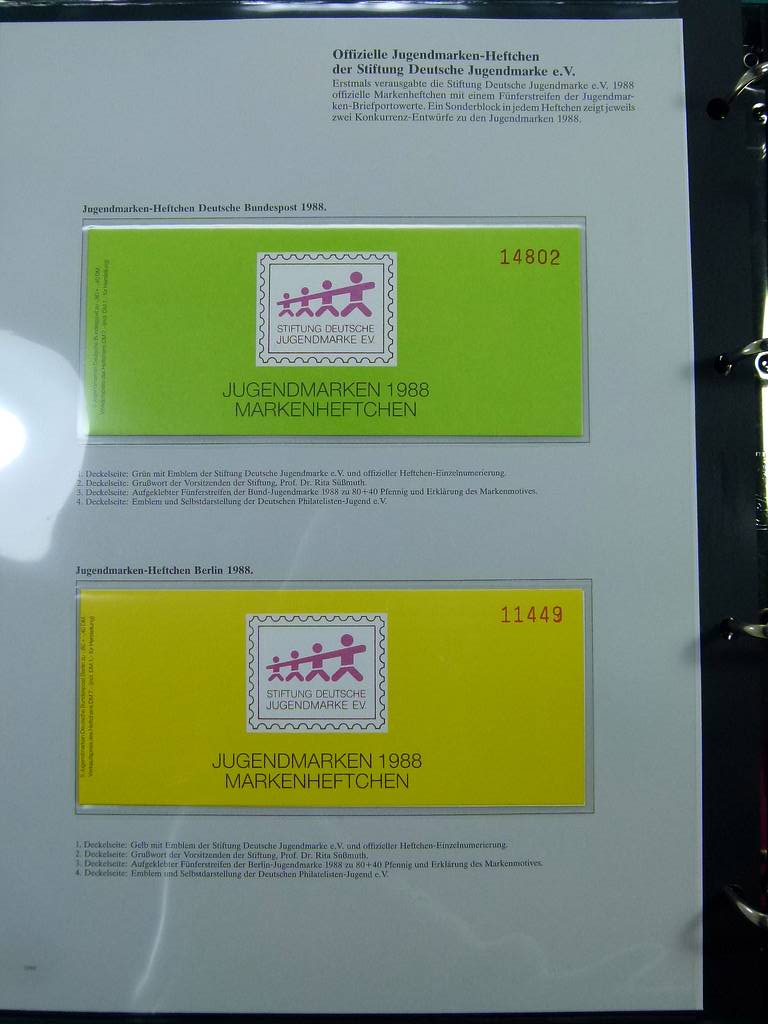 Offizielle Jugendmarken-Heftchen
der Stiftung Deutsche Jugendmarke e.V.
Erstmals verausgabte die Stiftung Deutsche Jugendmarke e.V. 1988
offizielle Markenheftchen mit einem Fünferstreifen der Jugendmar-
ken-Briefportowerte. Ein Sonderblock in jedem Heftchen zeigt jeweils
zwei Konkurrenz-Entwürfe zu den Jugendmarken 1988.
Jugendmarken-Heftchen Deutsche Bundespost 1988.
14802
STIFTUNG DEUTSCHE
JUGENDMARKE E.V.
JUGENDMARKEN 1988
MARKENHEFTCHEN
1. Deckelseite: Grün mit Emblem der Stiftung Deutsche Jugendmarke e.V. und offizieller Heftchen-Einzelnumerierung.
2. Deckelseite: Grußwort der Vorsitzenden der Stiftung, Prof. Dr. Rita Süßmuth.
3. Deckelseite: Aufgeklebter Fünferstreifen der Bund-Jugendmarke 1988 zu 80+40 Pfennig und Erklärung des Markenmotives.
4. Deckelseite: Emblem und Selbstdarstellung der Deutschen Philatelisten-Jugend e.V.
Jugendmarken-Heftchen Berlin 1988.
11449
STIFTUNG DEUTSCHE
JUGENDMARKE E.V.
JUGENDMARKEN 1988
MARKENHEFTCHEN
1. Deckelseite: Gelb mit Emblem der Stiftung Deutsche Jugendmarke e.V. und offizieller Heftchen-Einzelnumerierung.
2. Deckelseite: Grußwort der Vorsitzenden der Stiftung, Prof. Dr. Rita Süßmuth.
3. Deckelseite: Aufgeklebter Fünferstreifen der Berlin-Jugendmarke 1988 zu 80+40 Pfennig und Erklärung des Markenmotives.
4. Deckelseite: Emblem und Selbstdarstellung der Deutschen Philatelisten-Jugend e.V.